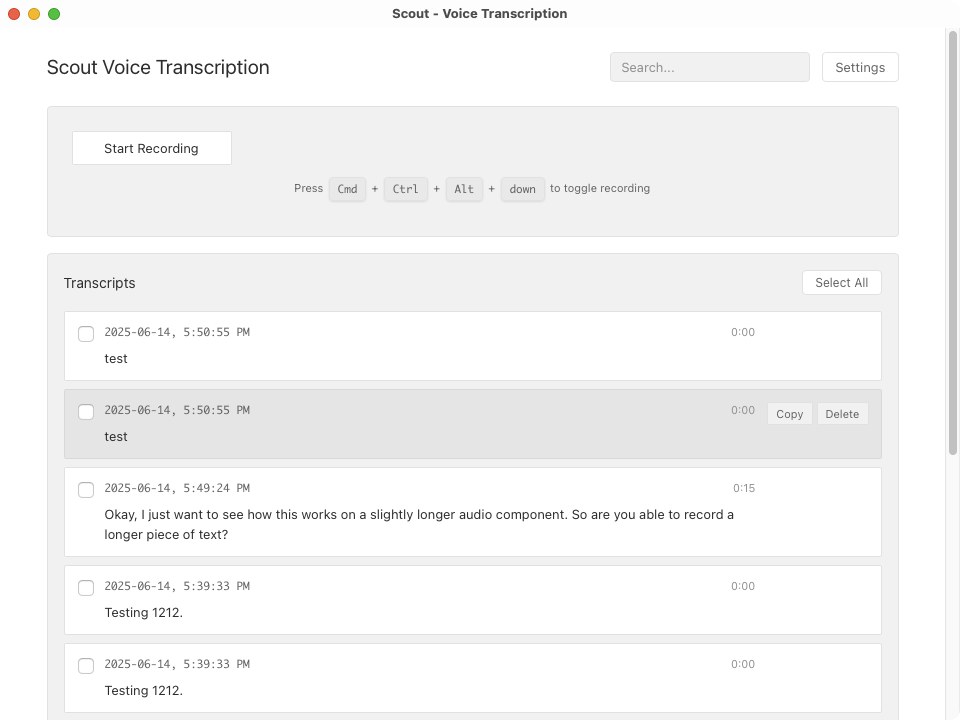 Scout - Voice Transcription
Scout Voice Transcription
Search...
Settings
Start Recording
Press Cmd + Ctrl + Alt + down to toggle recording
Transcripts
Select All
2025-06-14, 5:50:55 PM 0:00
test
2025-06-14, 5:50:55 PM 0:00 Copy Delete
test
2025-06-14, 5:49:24 PM 0:15
Okay, I just want to see how this works on a slightly longer audio component. So are you able to record a
longer piece of text?
2025-06-14, 5:39:33 PM 0:00
Testing 1212.
2025-06-14, 5:39:33 PM 0:00
Testing 1212.